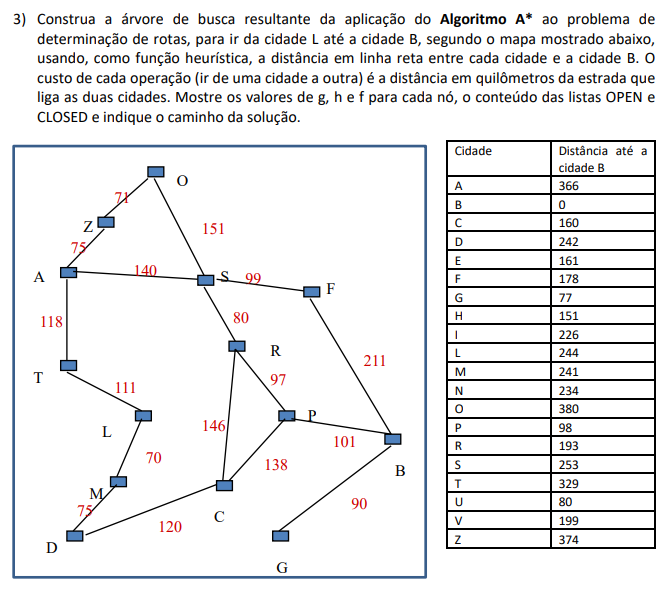 3) Construa a árvore de busca resultante da aplicação do Algoritmo A* ao problema de
determinação de rotas, para ir da cidade L até a cidade B, segundo o mapa mostrado abaixo,
usando, como função heurística, a distância em linha reta entre cada cidade e a cidade B. O
custo de cada operação (ir de uma cidade a outra) é a distância em quilômetros da estrada que
liga as duas cidades. Mostre os valores de g, h e f para cada nó, o conteúdo das listas OPEN e
CLOSED e indique o caminho da solução.
O
71
Z
151
75
A
140
S
99
F
118
80
R
211
T
111
97
P
L
146
101
70
138
B
M
75
90
C
120
D
G
Cidade Distância até a
cidade B
A 366
B 0
C 160
D 242
E 161
F 178
G 77
H 151
I 226
L 244
M 241
N 234
O 380
P 98
R 193
S 253
T 329
U 80
V 199
Z 374